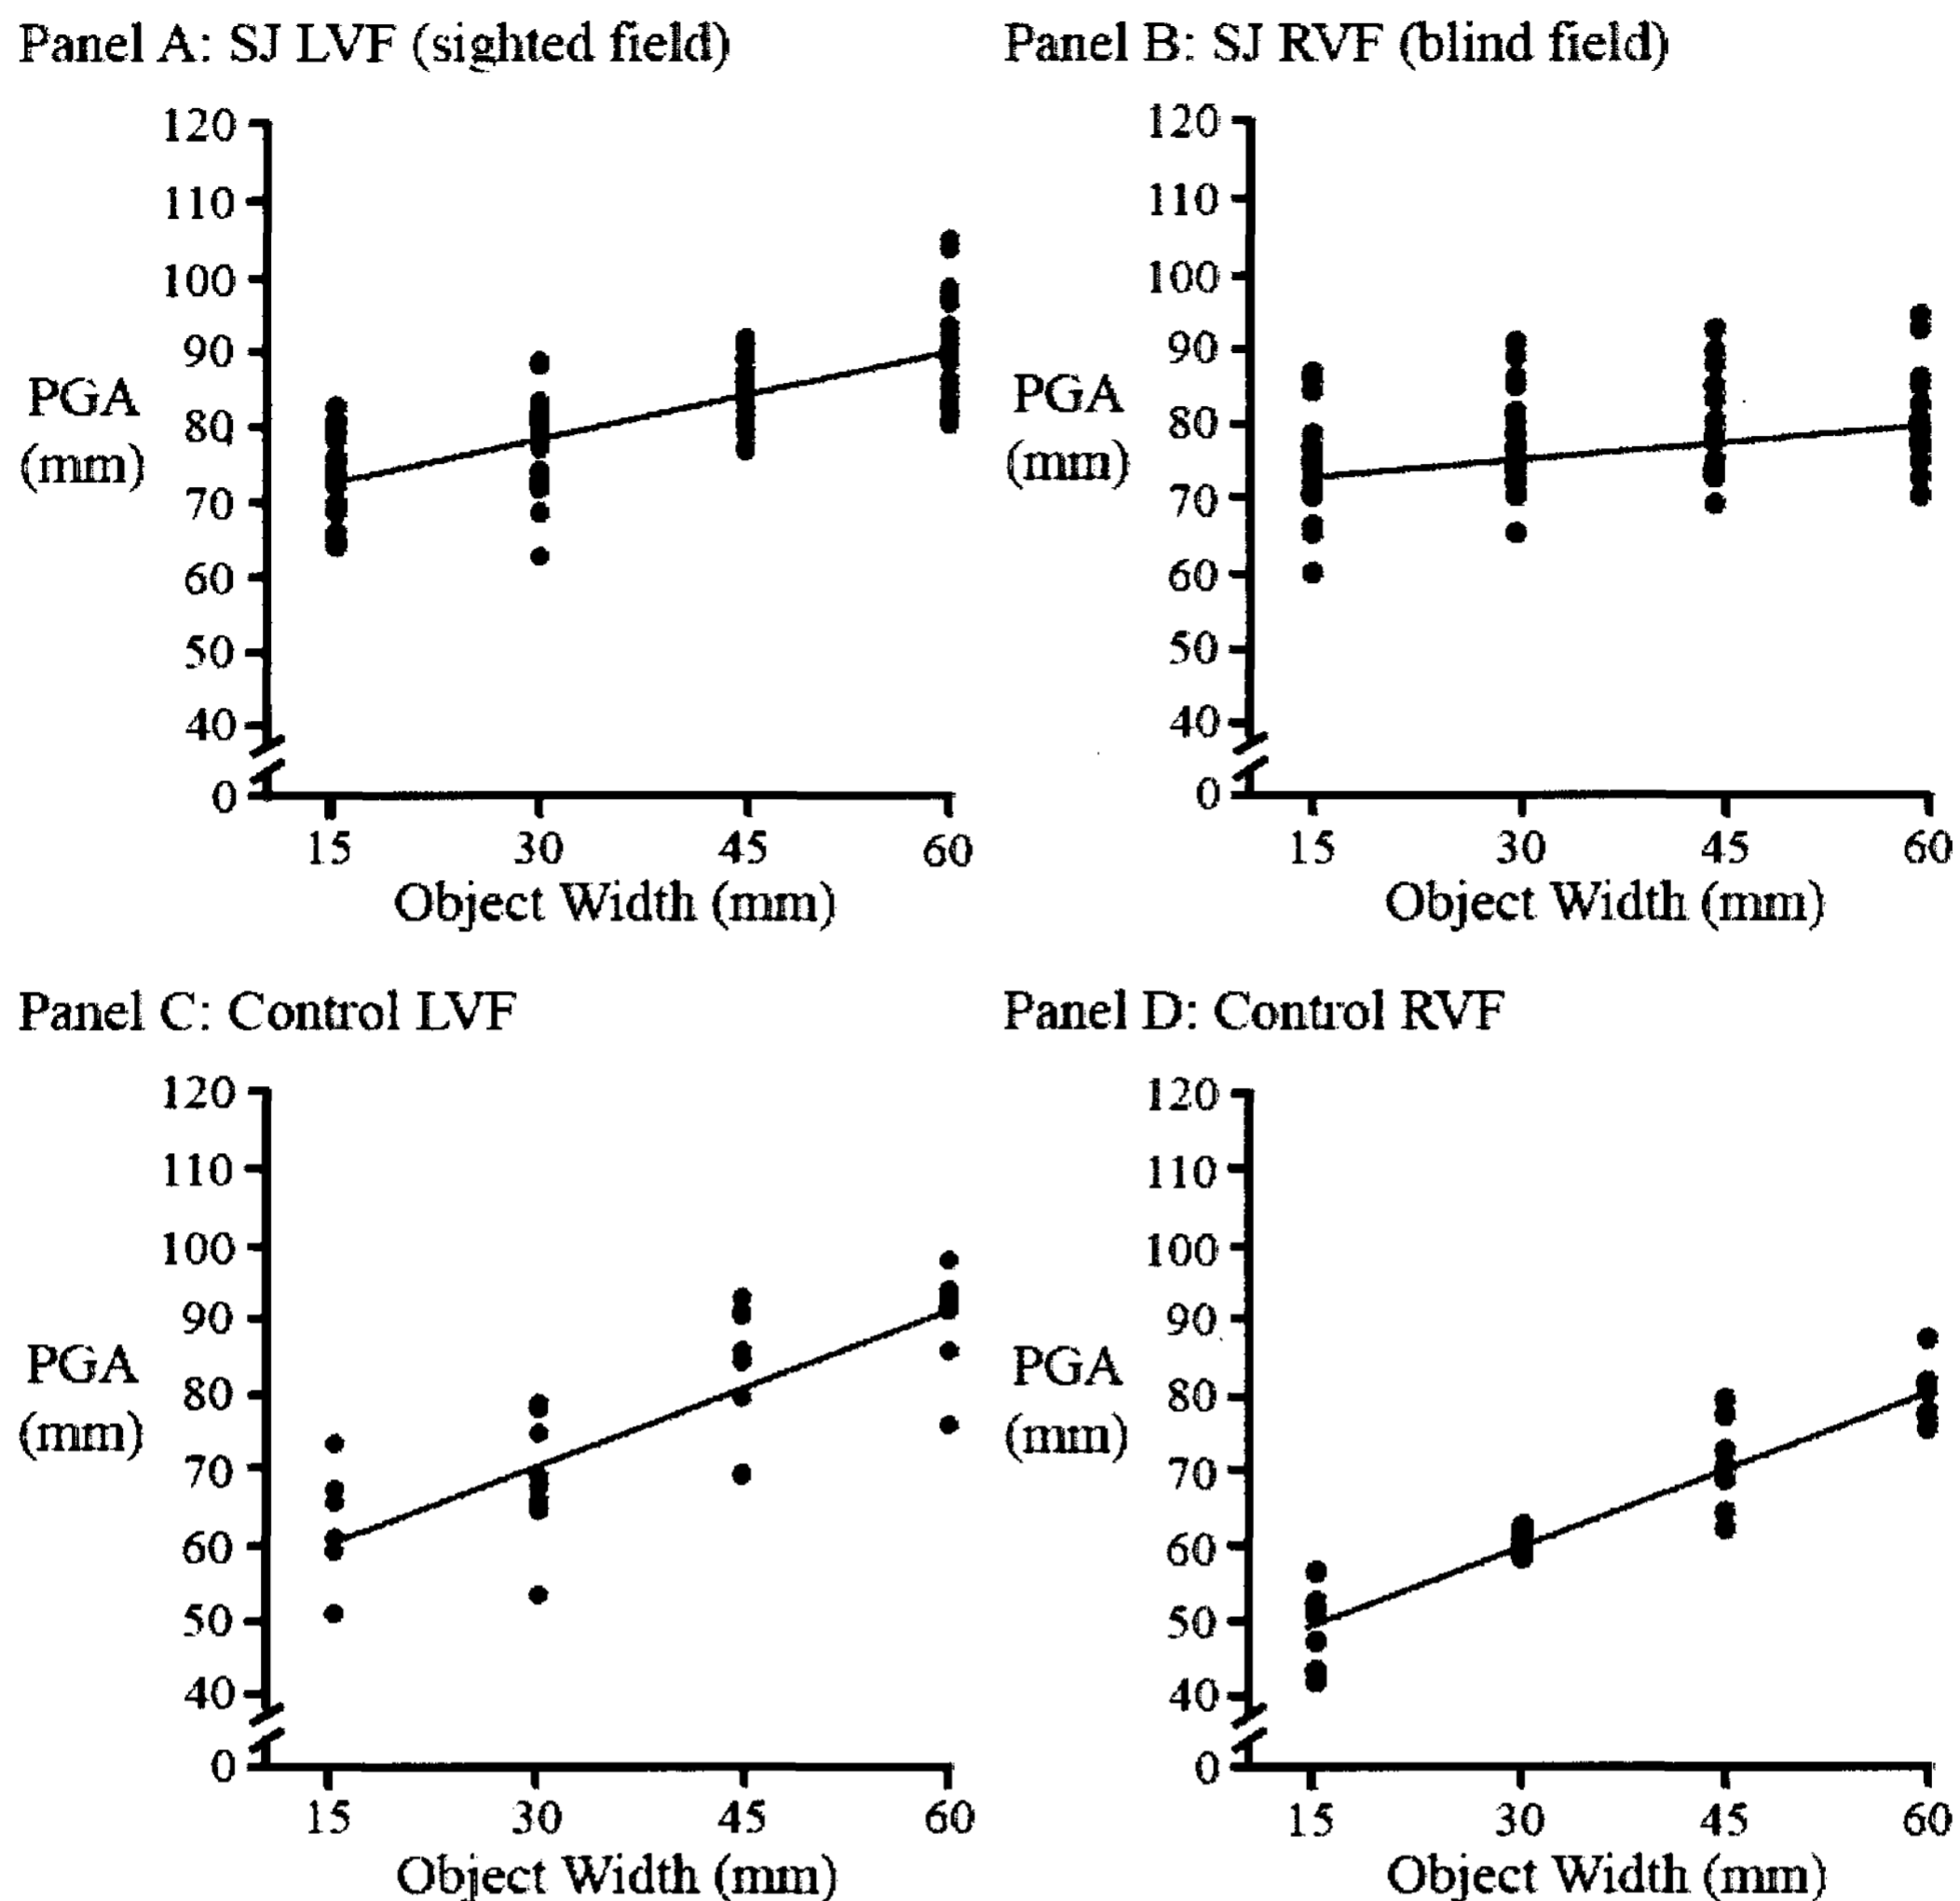 Panel A: SJ LVF (sighted field)
120
110
100
90
80
70
60
50
40
0
PGA
(mm)
15 30 45 60
Object Width (mm)
Panel B: SJ RVF (blind field)
120
110
100
90
80
70
60
50
40
0
PGA
(mm)
15 30 45 60
Object Width (mm)
Panel C: Control LVF
120
110
100
90
80
70
60
50
40
0
PGA
(mm)
15 30 45 60
Object Width (mm)
Panel D: Control RVF
120
110
100
90
80
70
60
50
40
0
PGA
(mm)
15 30 45 60
Object Width (mm)